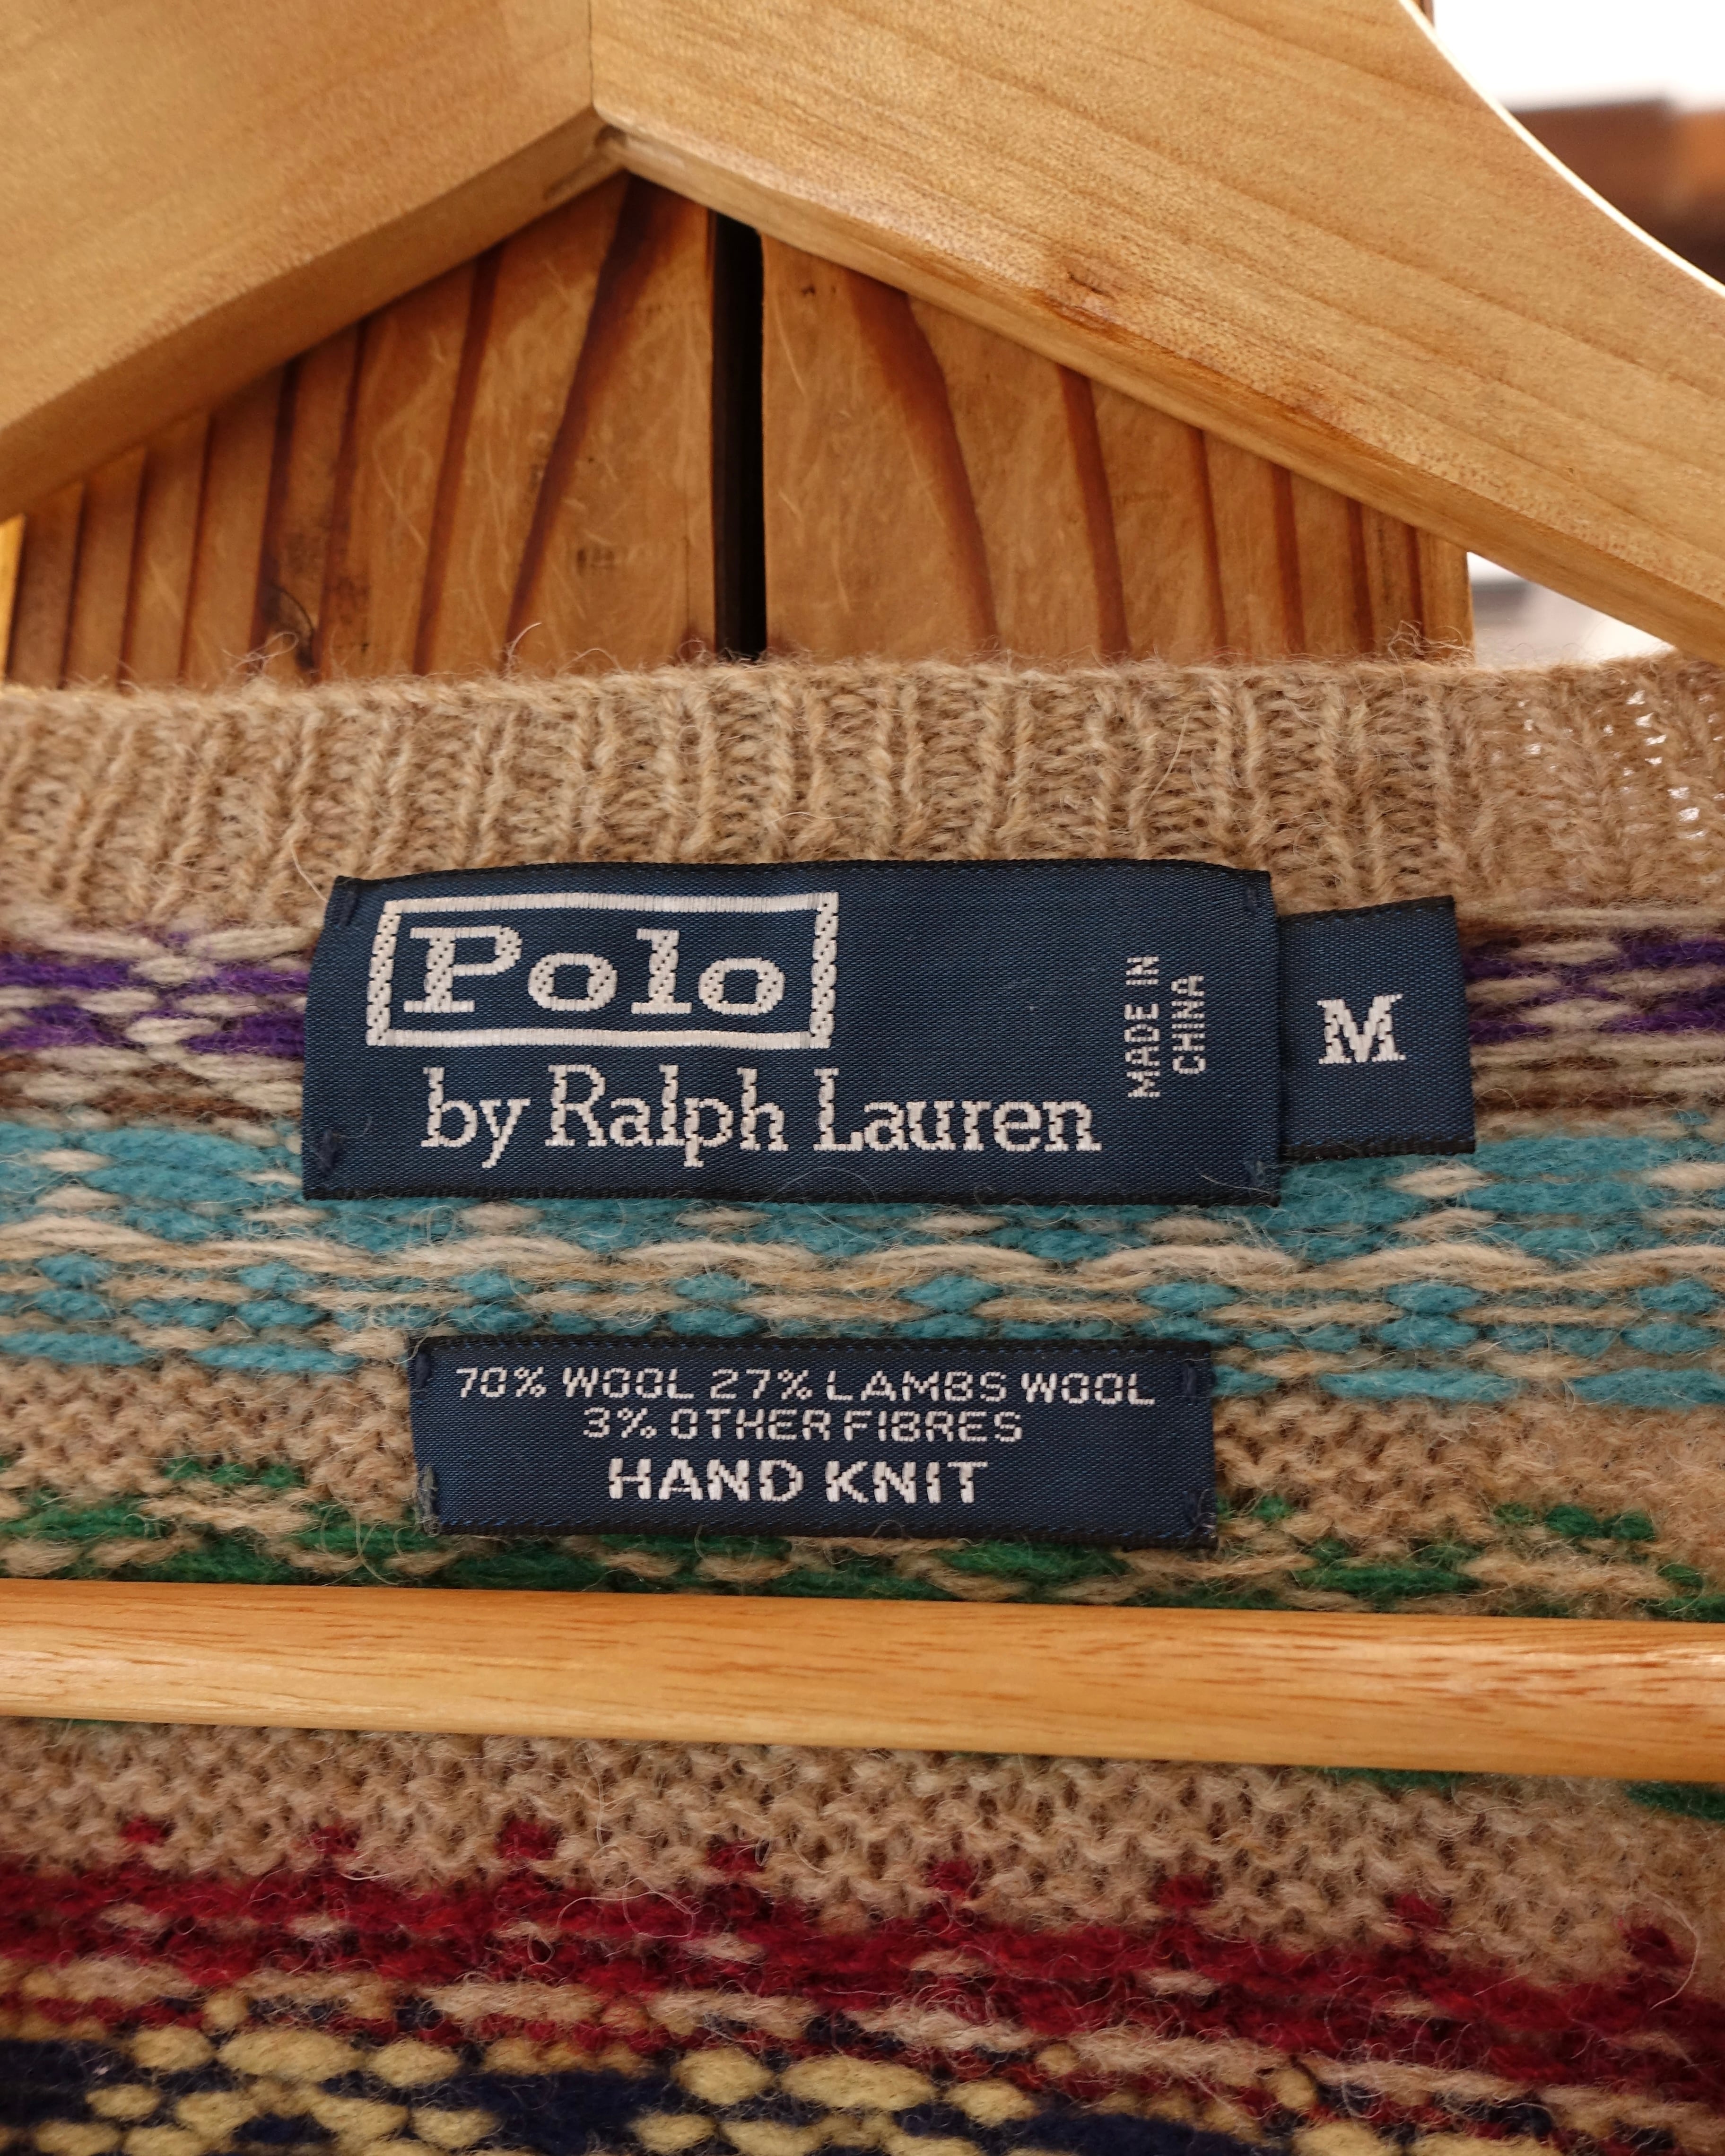 Polo
by Ralph Lauren
MADE IN
CHINA
M
70% WOOL 27% LAMBS WOOL
3% OTHER FIBRES
HAND KNIT